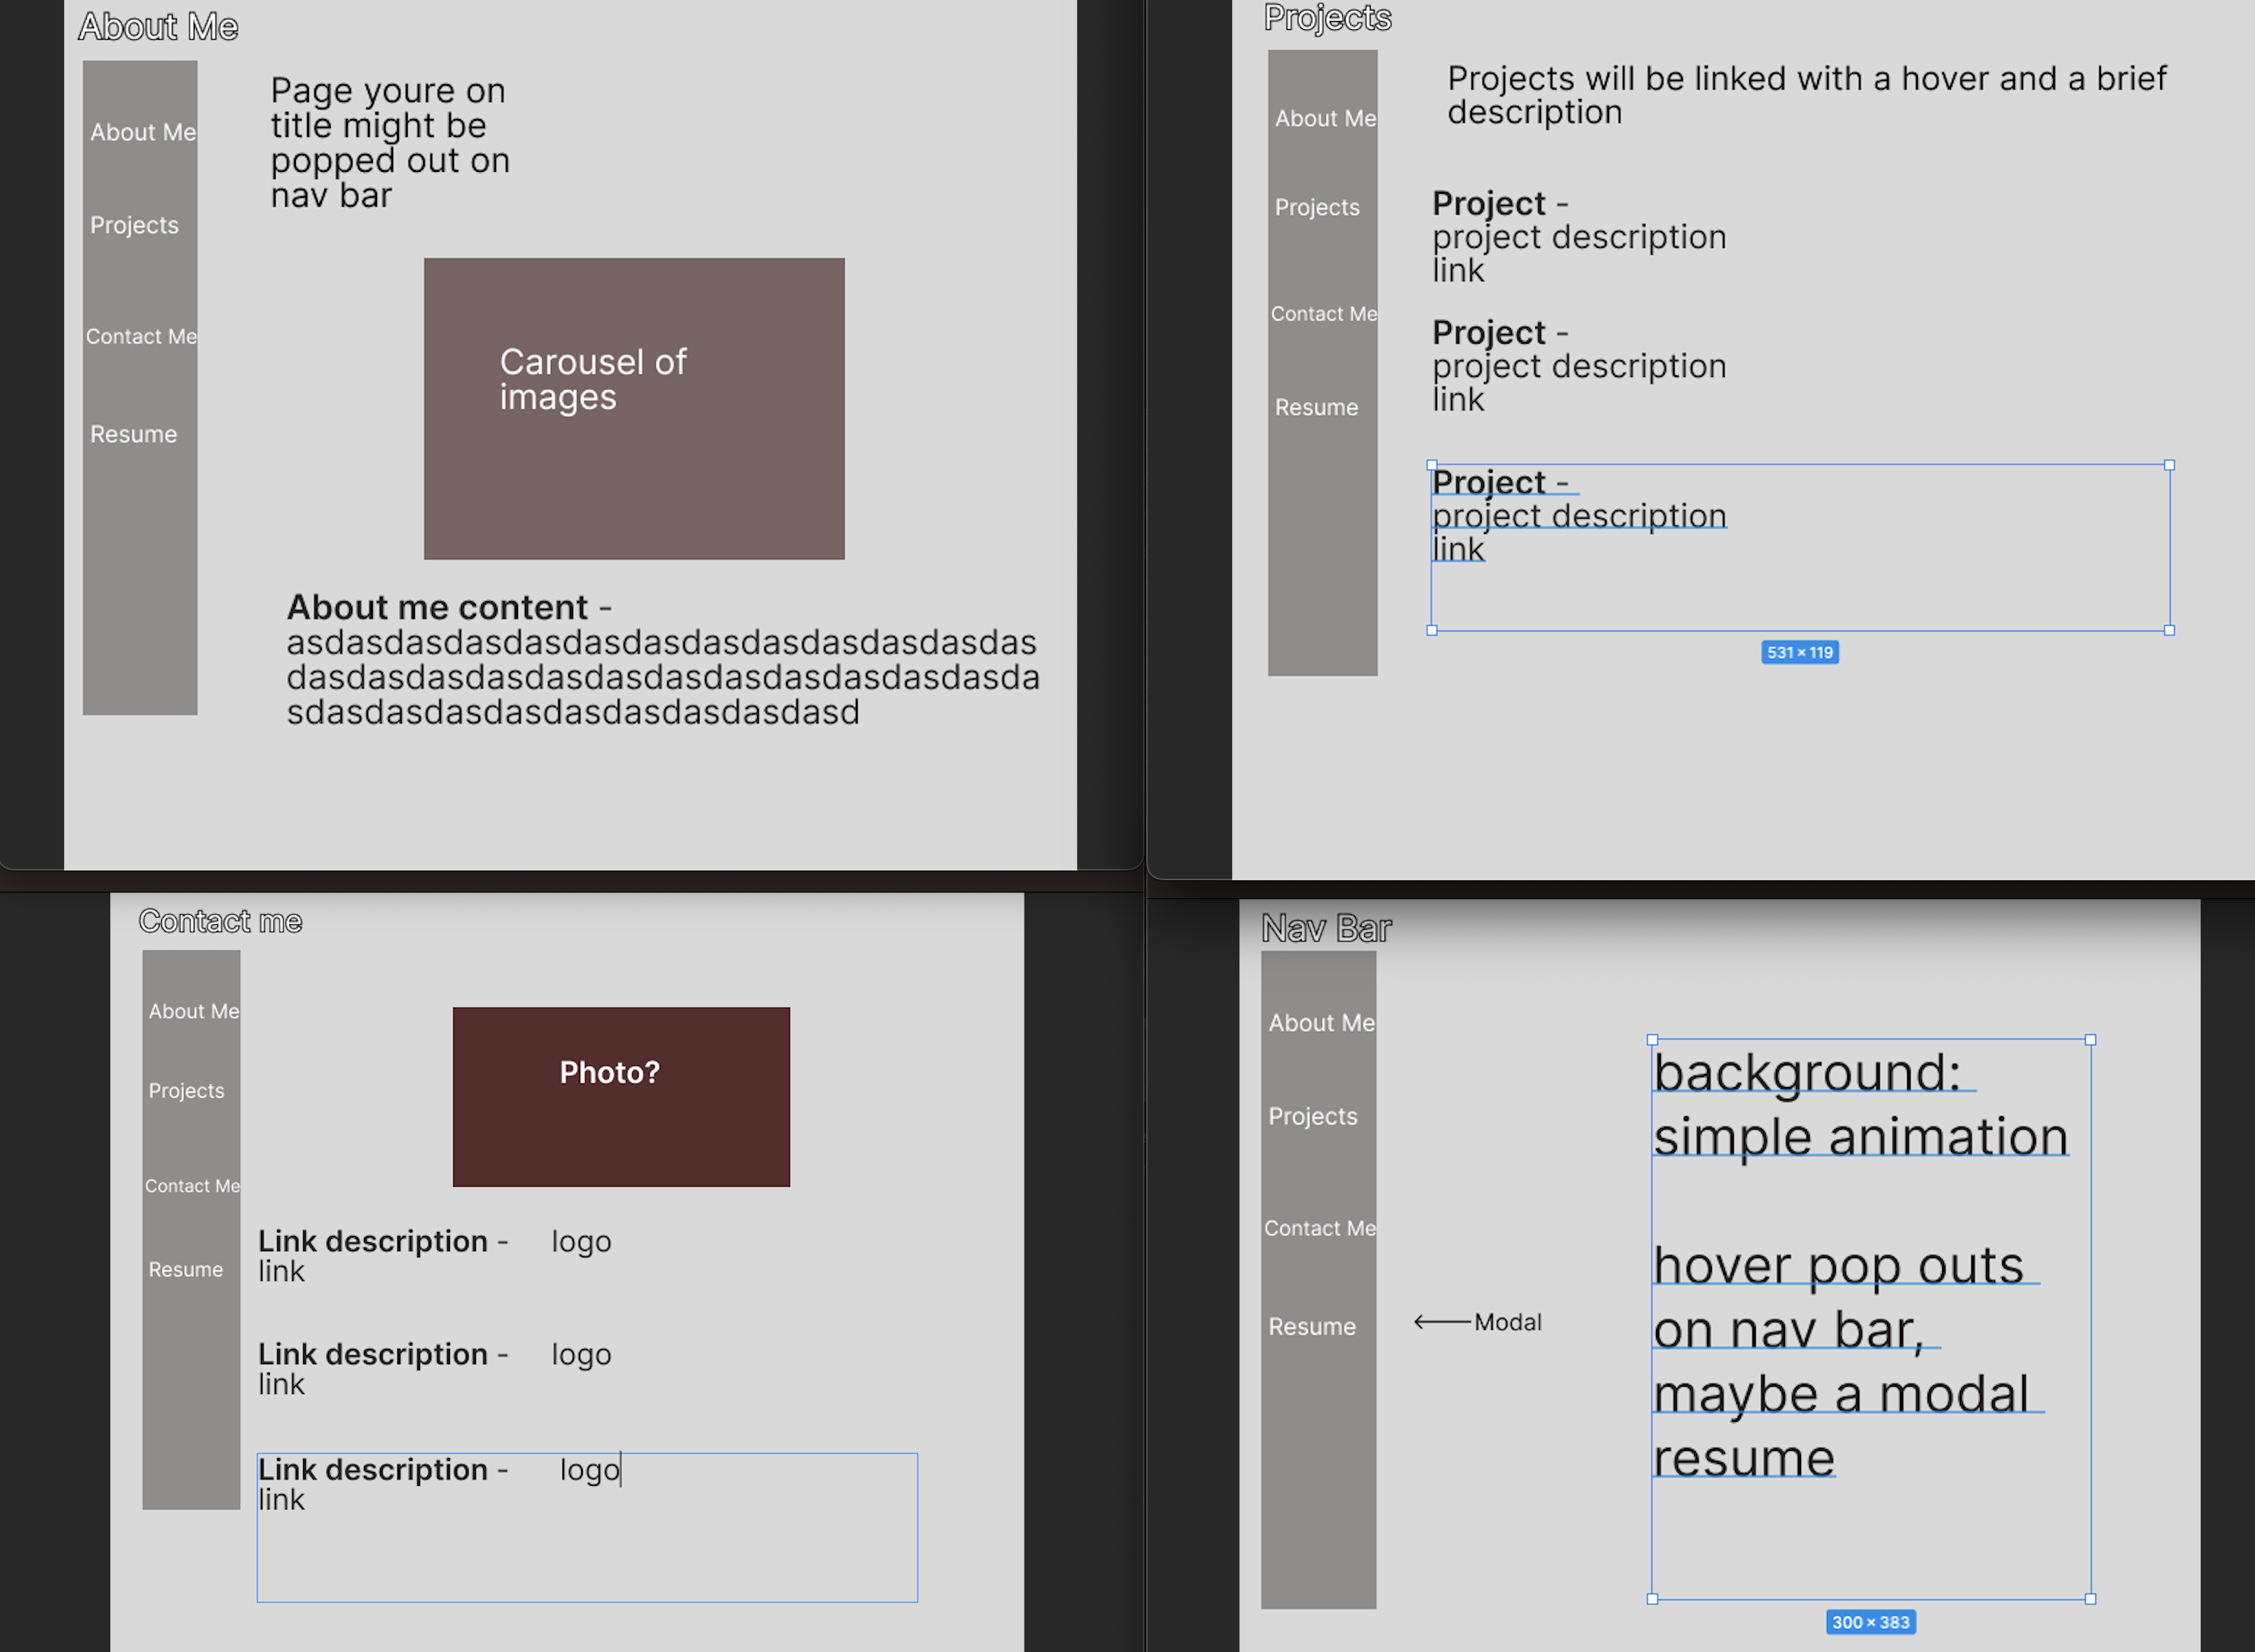 About Me
About Me
Projects
Contact Me
Resume
Page youre on
title might be
popped out on
nav bar
Carousel of
images
About me content -
asdasdasdasdasdasdasdasdasdasdasdasdas
dasdasdasdasdasdasdasdasdasdasdasdasda
sdasdasdasdasdasdasdasdasdasd
Projects
About Me
Projects
Contact Me
Resume
Projects will be linked with a hover and a brief
description
Project -
project description
link
Project -
project description
link
Project -
project description
link
531 × 119
Contact me
About Me
Projects
Contact Me
Resume
Photo?
Link description - logo
link
Link description - logo
link
Link description - logo
link
Nav Bar
About Me
Projects
Contact Me
Resume
Modal
background:
simple animation
hover pop outs
on nav bar,
maybe a modal
resume
300 × 383